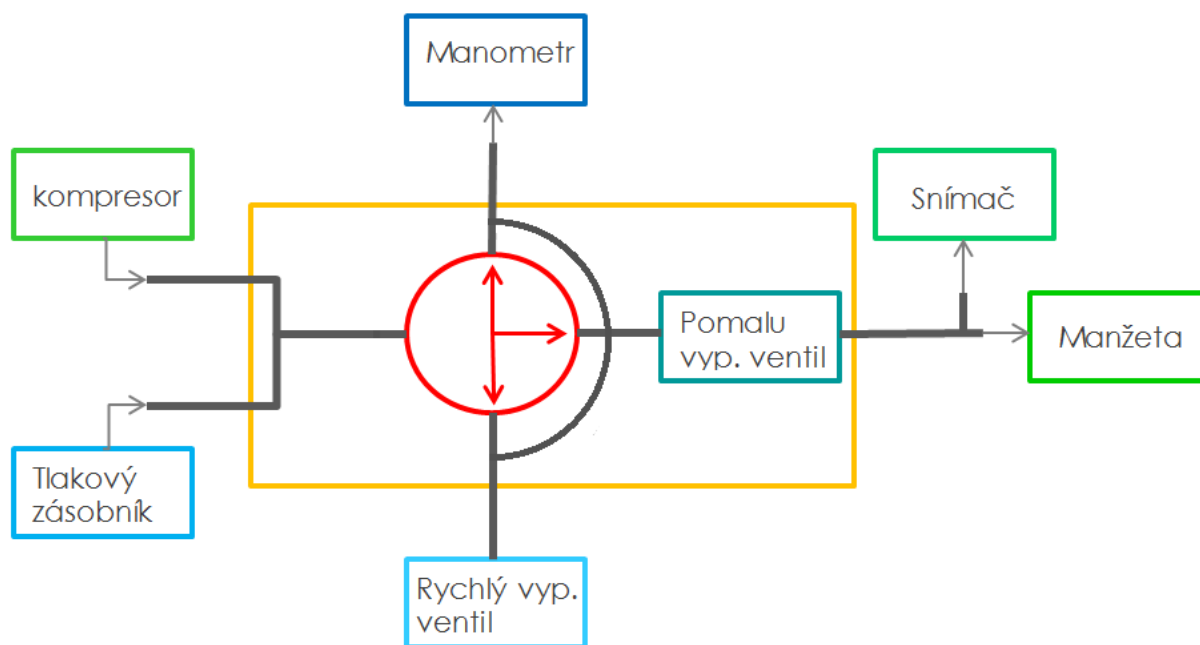 Manometr
kompresor
Snímač
Pomalu
vyp. ventil
Manžeta
Tlakový
zásobník
Rychlý vyp.
ventil